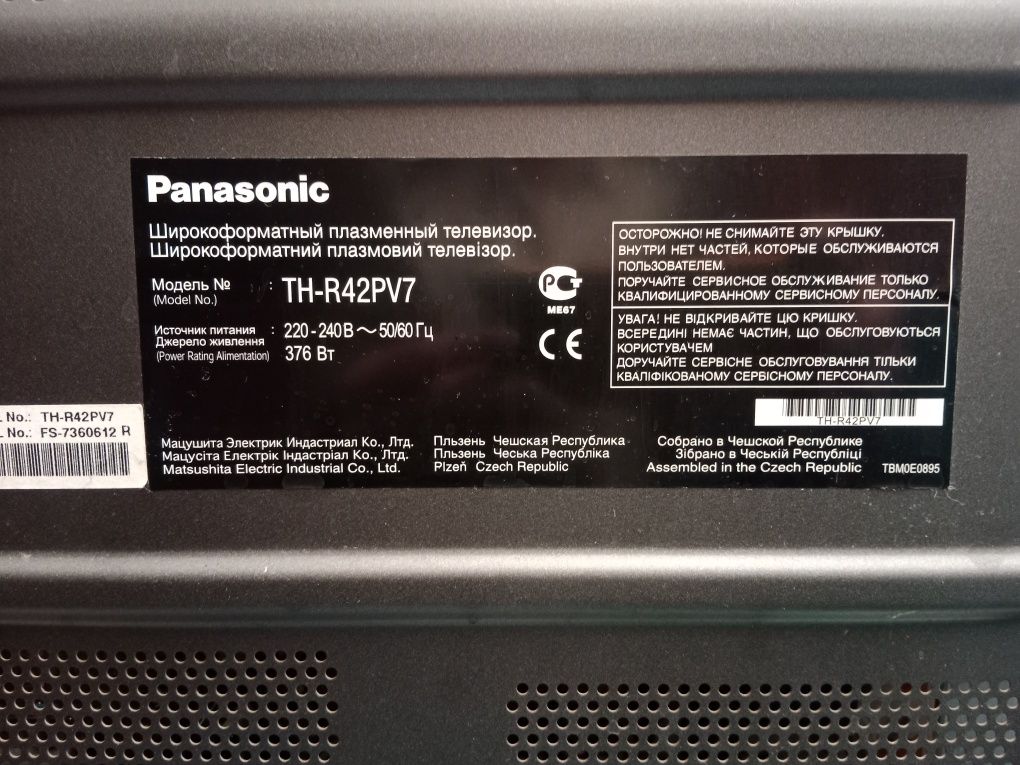 Panasonic
Широкоформатный плазменный телевизор.
Широкоформатний плазмовий телевізор.
Модель № : TH-R42PV7
(Model No.)
Источник питания : 220-240В ~ 50/60 Гц
Джерело живлення
(Power Rating Alimentation) 376 Вт
РСТ
ME67
CE
ОСТОРОЖНО! НЕ СНИМАЙТЕ ЭТУ КРЫШКУ.
ВНУТРИ НЕТ ЧАСТЕЙ, КОТОРЫЕ ОБСЛУЖИВАЮТСЯ
ПОЛЬЗОВАТЕЛЕМ.
ПОРУЧАЙТЕ СЕРВИСНОЕ ОБСЛУЖИВАНИЕ ТОЛЬКО
КВАЛИФИЦИРОВАННОМУ СЕРВИСНОМУ ПЕРСОНАЛУ.
УВАГА! НЕ ВІДКРИВАЙТЕ ЦЮ КРИШКУ.
ВСЕРЕДИНІ НЕМАЄ ЧАСТИН, ЩО ОБСЛУГОВУЮТЬСЯ
КОРИСТУВАЧЕМ
ДОРУЧАЙТЕ СЕРВІСНЕ ОБСЛУГОВУВАННЯ ТІЛЬКИ
КВАЛІФІКОВАНОМУ СЕРВІСНОМУ ПЕРСОНАЛУ.
TH-R42PV7
L No.: TH-R42PV7
L No.: FS-7360612 R
Мацушита Электрик Индастриал Ко., Лтд.
Мацусіта Електрік Індастріал Ко., Лтд.
Matsushita Electric Industrial Co., Ltd.
Пльзень Чешская Республика
Пльзень Чеська Республіка
Plzeň Czech Republic
Собрано в Чешской Республике
Зібрано в Чеській Республіці
Assembled in the Czech Republic
TBM0E0895